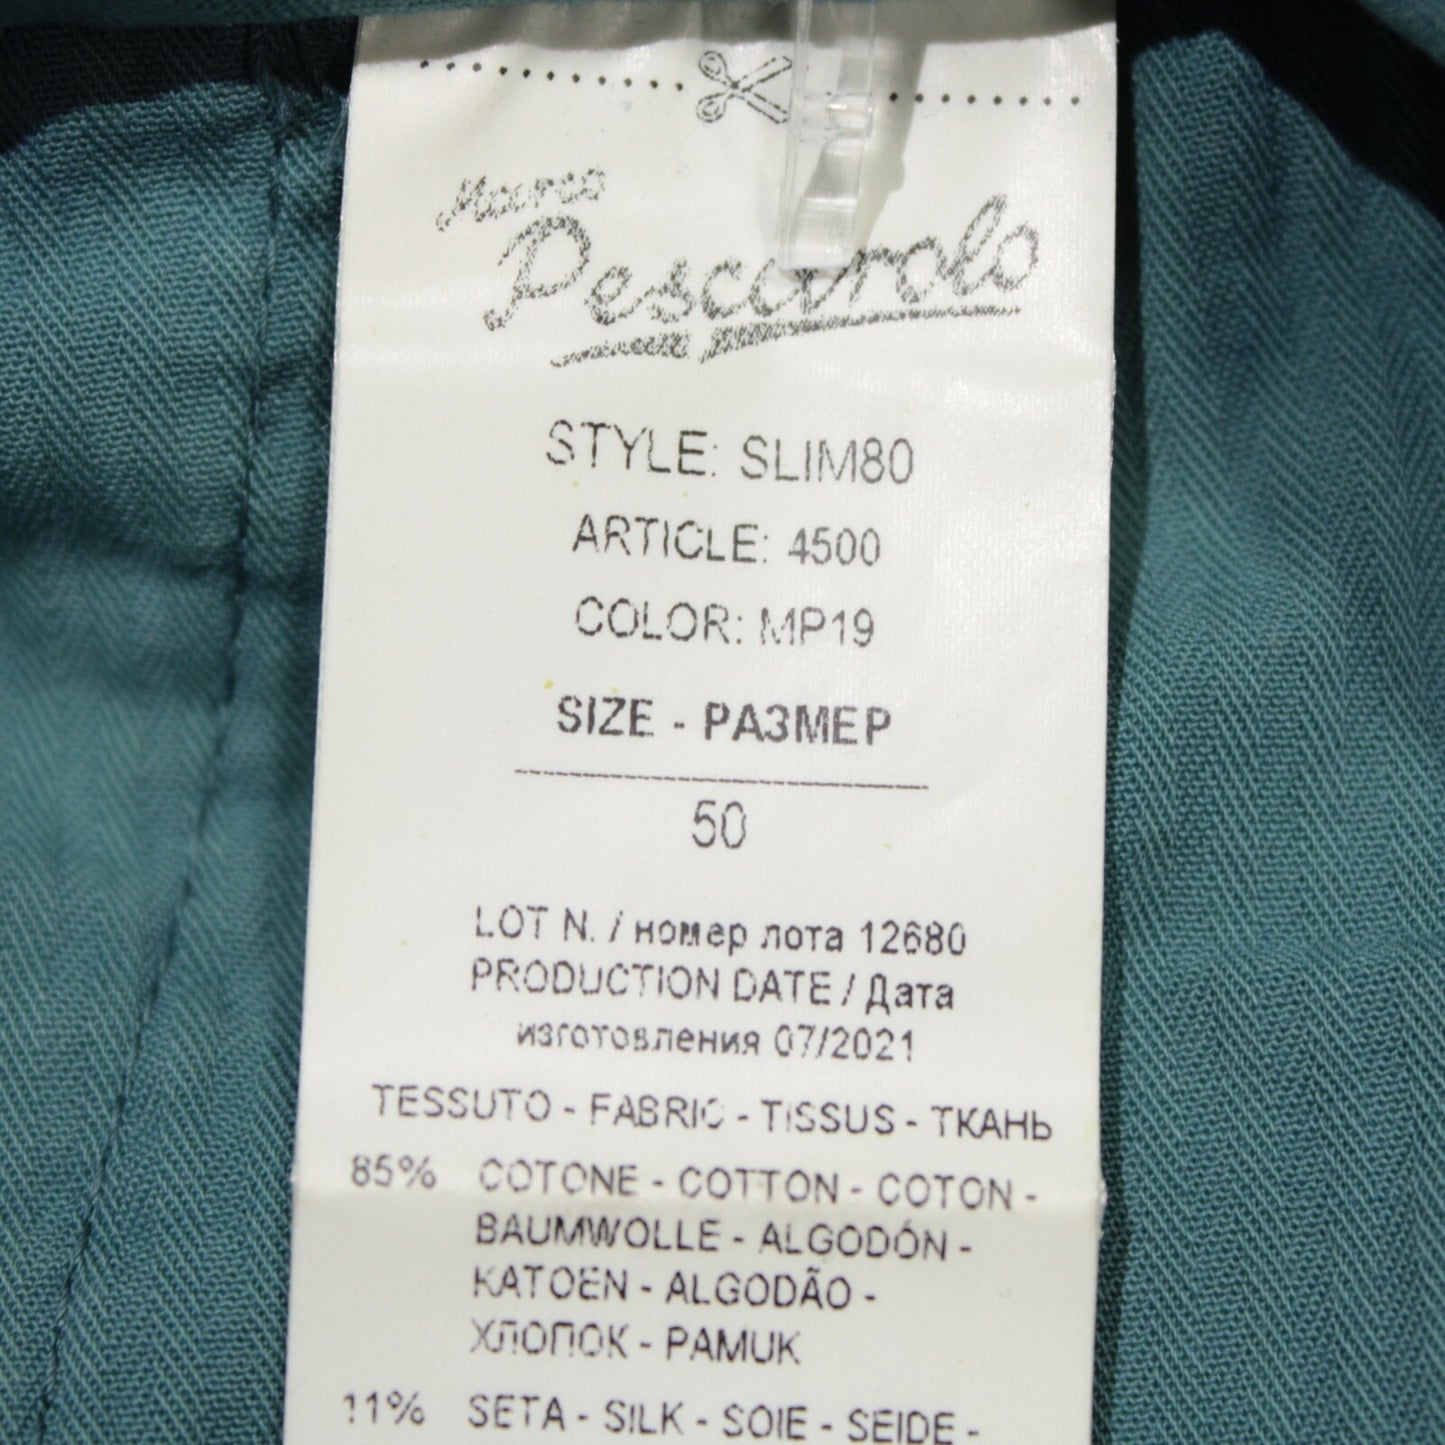 Marco
Pescarolo
STYLE: SLIM80
ARTICLE: 4500
COLOR: MP19
SIZE - РАЗМЕР
50
LOT N. / номер лота 12680
PRODUCTION DATE / Дата
изготовления 07/2021
TESSUTO - FABRIC - TISSUS - ТКАНЬ
85% COTONE - COTTON - COTON -
BAUMWOLLE - ALGODÓN -
KATOEN - ALGODÃO -
ХЛОПОК - PAMUK
11% SETA - SILK - SOIE - SEIDE -